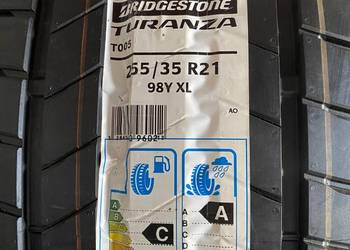 BRIDGESTONE
TURANZA
T005
255/35 R21
98Y XL
AO
A
C
A
B
C
D
A